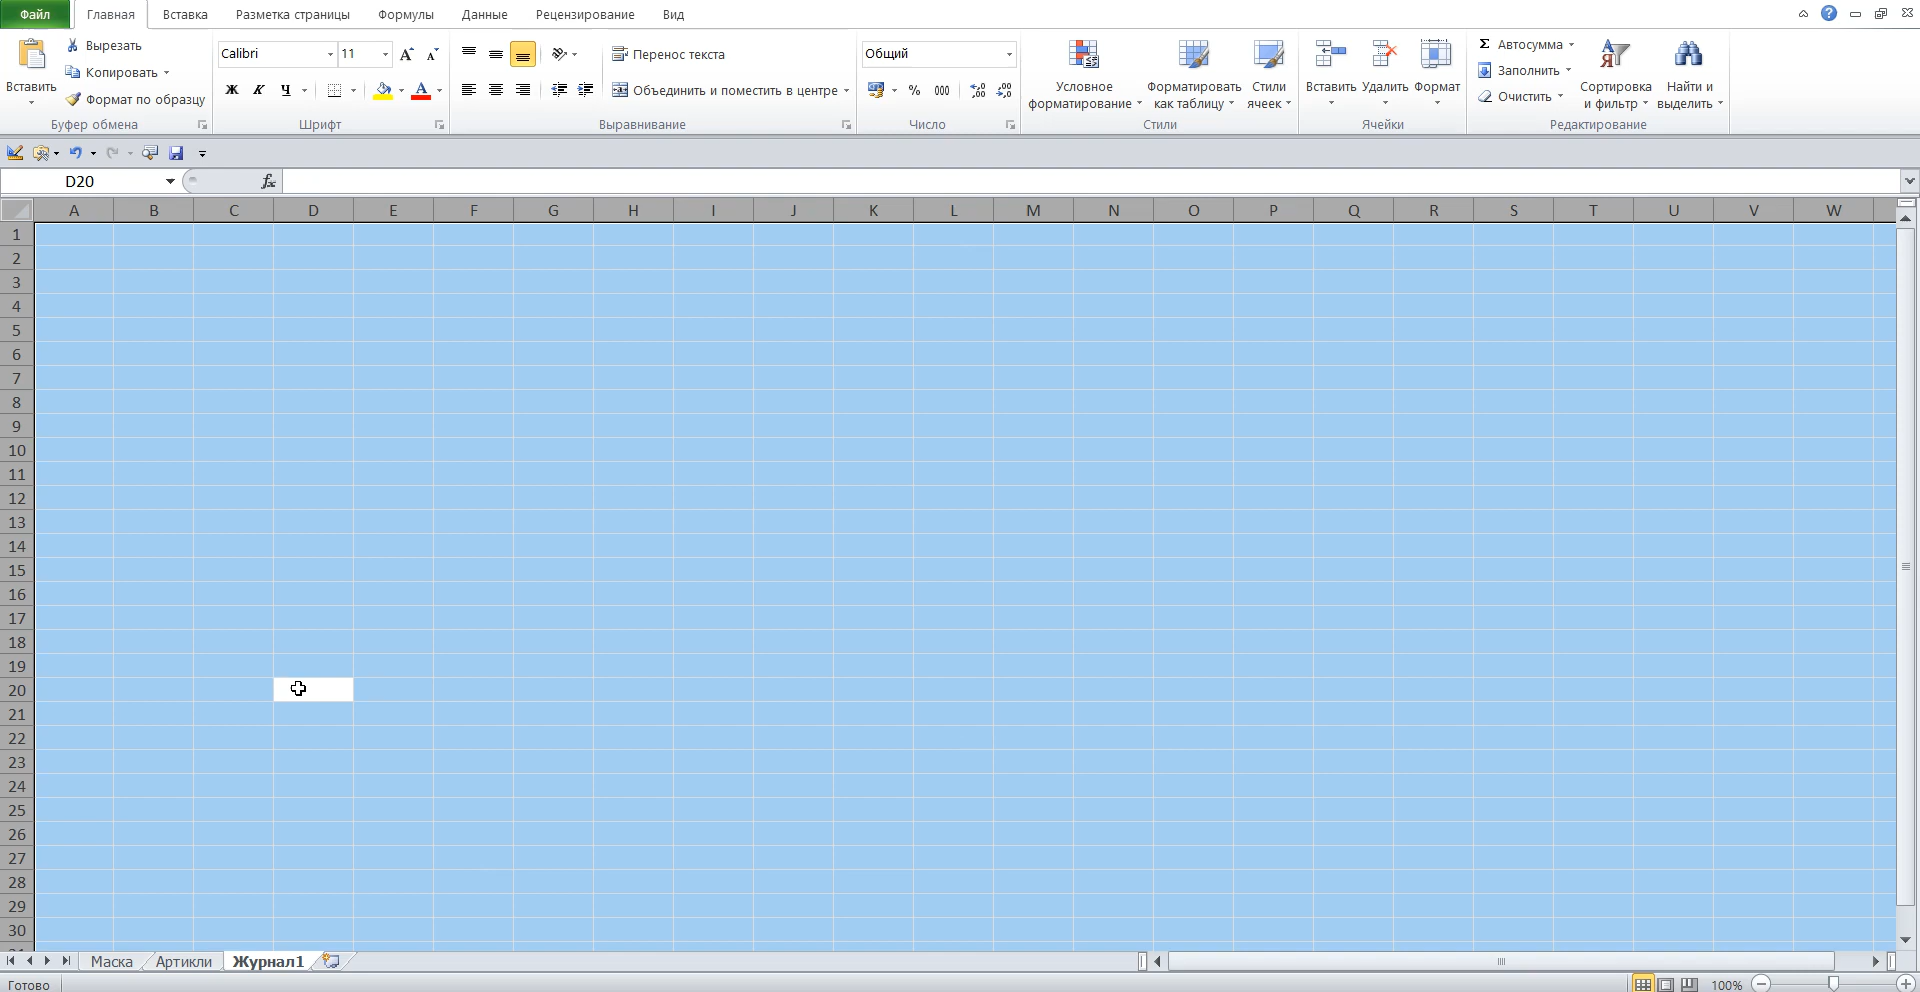 Файл Главная Вставка Разметка страницы Формулы Данные Рецензирование Вид
Вставить
Вырезать
Копировать
Формат по образцу
Буфер обмена
Calibri 11
Ж К Ч А
Шрифт
Перенос текста
Объединить и поместить в центре
Выравнивание
Общий
% 000
Число
Условное форматирование
Форматировать как таблицу
Стили ячеек
Стили
Вставить Удалить Формат
Ячейки
Σ Автосумма
Заполнить
Очистить
Сортировка и фильтр
Найти и выделить
Редактирование
D20 fx
A B C D E F G H I J K L M N O P Q R S T U V W
1
2
3
4
5
6
7
8
9
10
11
12
13
14
15
16
17
18
19
20
21
22
23
24
25
26
27
28
29
30
Маска Артикли Журнал1
Готово 100%